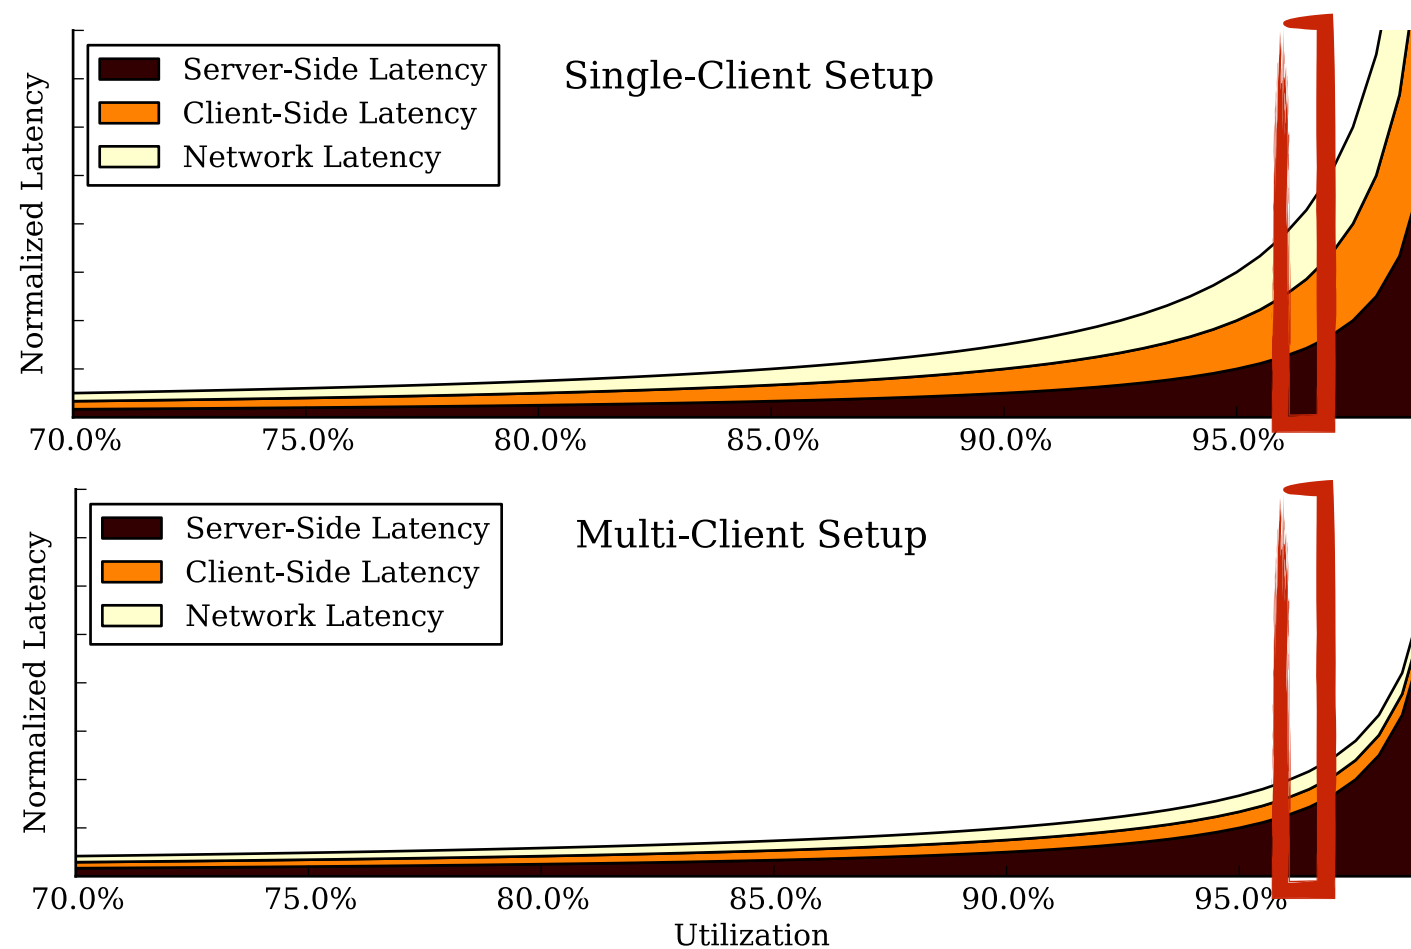 Single-Client Setup
Server-Side Latency
Client-Side Latency
Network Latency
Normalized Latency
70.0% 75.0% 80.0% 85.0% 90.0% 95.0%
Multi-Client Setup
Server-Side Latency
Client-Side Latency
Network Latency
Normalized Latency
70.0% 75.0% 80.0% 85.0% 90.0% 95.0%
Utilization